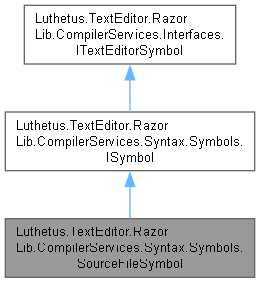 Luthetus.TextEditor.Razor
Lib.CompilerServices.Interfaces.
ITextEditorSymbol
Luthetus.TextEditor.Razor
Lib.CompilerServices.Syntax.Symbols.
ISymbol
Luthetus.TextEditor.Razor
Lib.CompilerServices.Syntax.Symbols.
SourceFileSymbol